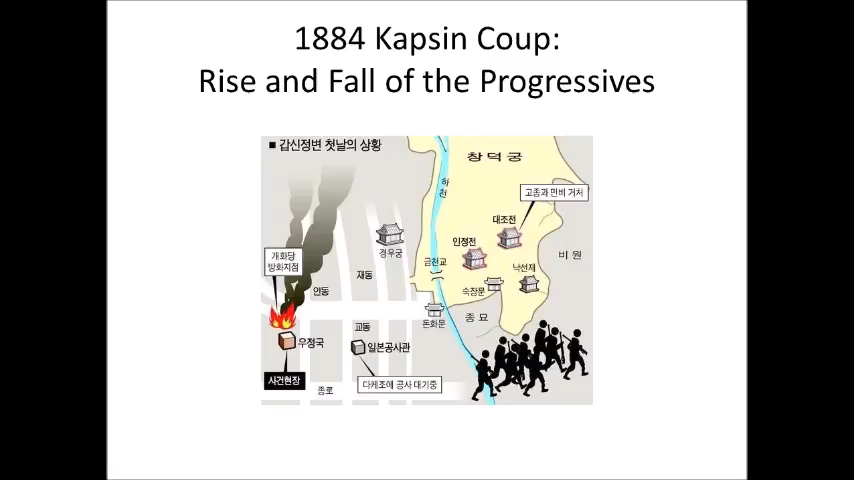 1884 Kapsin Coup:
Rise and Fall of the Progressives
■ 갑신정변 첫날의 상황
창덕궁
하천
고종과 민비 거처
대조전
인정전
비원
경우궁
금천교
낙선재
개화당
방화지점
재동
안동
숙장문
돈화문
종묘
교동
우정국
일본공사관
사건현장
종로
다케조에 공사 대기중